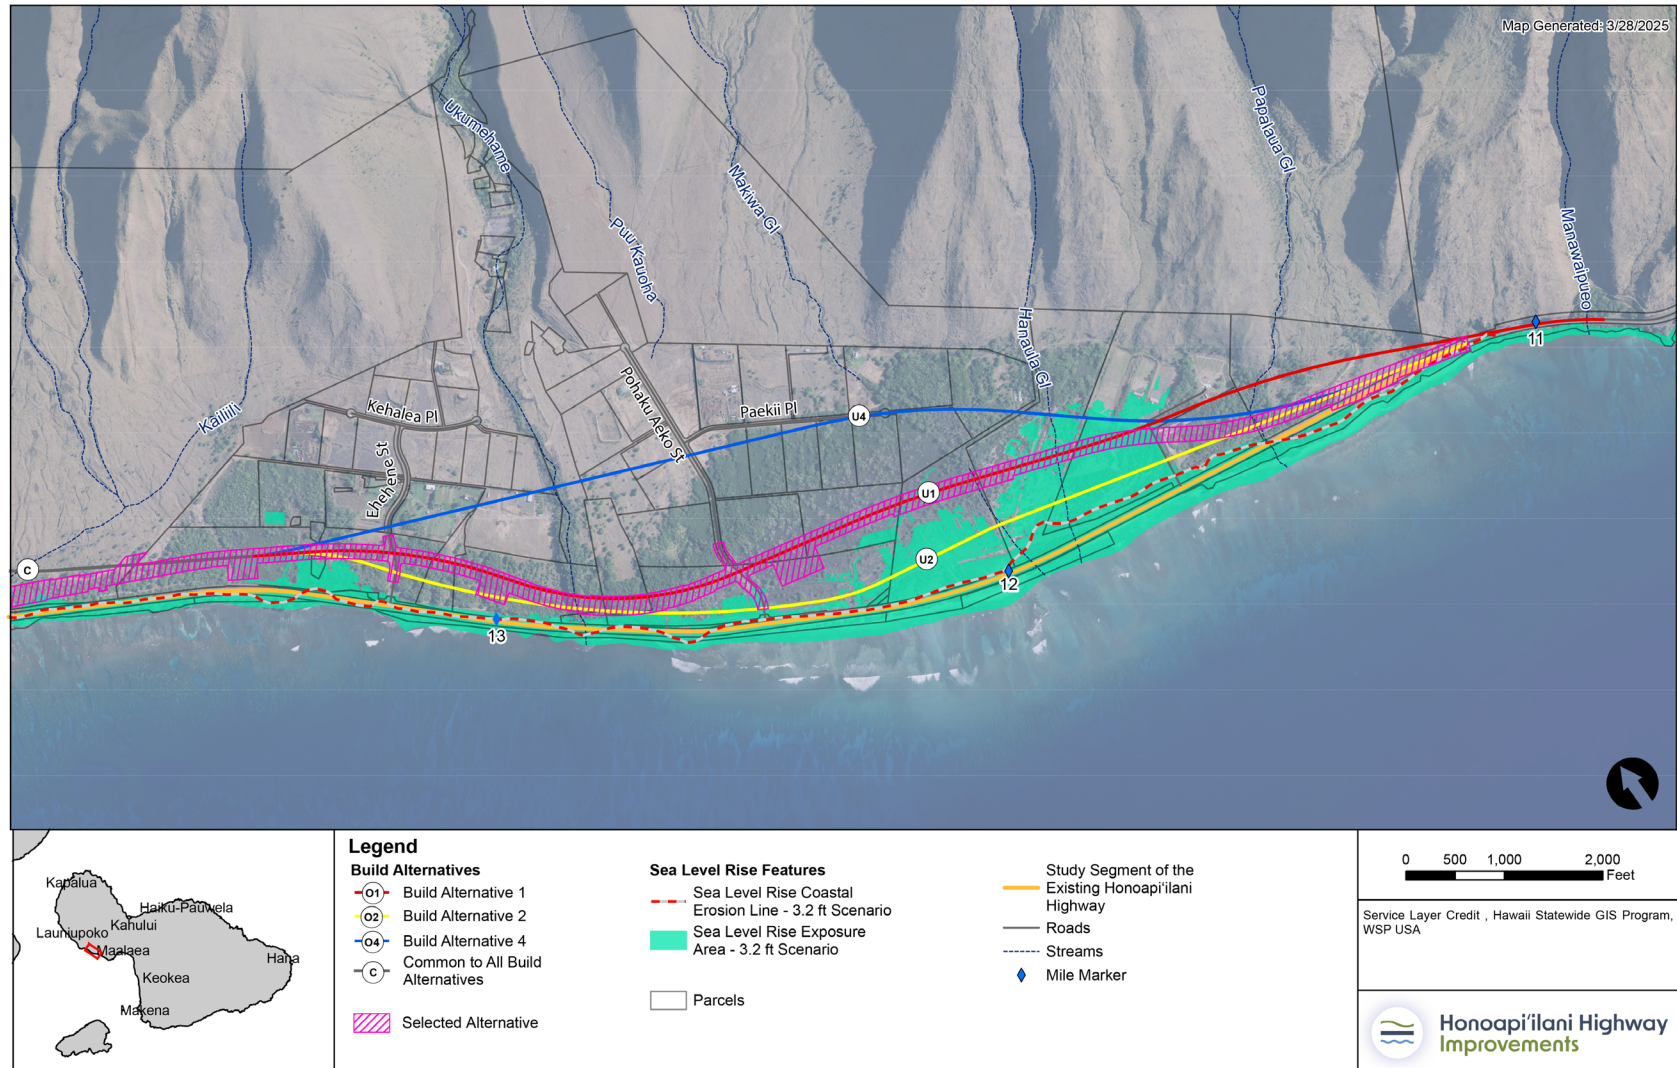 Map Generated: 3/28/2025
Ukumehame
Puu Kauoha
Makiwa Gl
Papalaua Gl
Manawaipueo
Hanaula Gl
Kailiili
Kehalea Pl
Ehehene St
Pohaku Aeko St
Paekii Pl
U4
U1
U2
C
11
12
13
Kapalua
Haiku-Pauwela
Kahului
Launiupoko
Maalaea
Hana
Keokea
Makena
Legend
Build Alternatives
O1 Build Alternative 1
O2 Build Alternative 2
O4 Build Alternative 4
C Common to All Build
Alternatives
Selected Alternative
Sea Level Rise Features
Sea Level Rise Coastal
Erosion Line - 3.2 ft Scenario
Sea Level Rise Exposure
Area - 3.2 ft Scenario
Parcels
Study Segment of the
Existing Honoapiʻilani
Highway
Roads
Streams
Mile Marker
0 500 1,000 2,000
Feet
Service Layer Credit , Hawaii Statewide GIS Program,
WSP USA
Honoapiʻilani Highway
Improvements